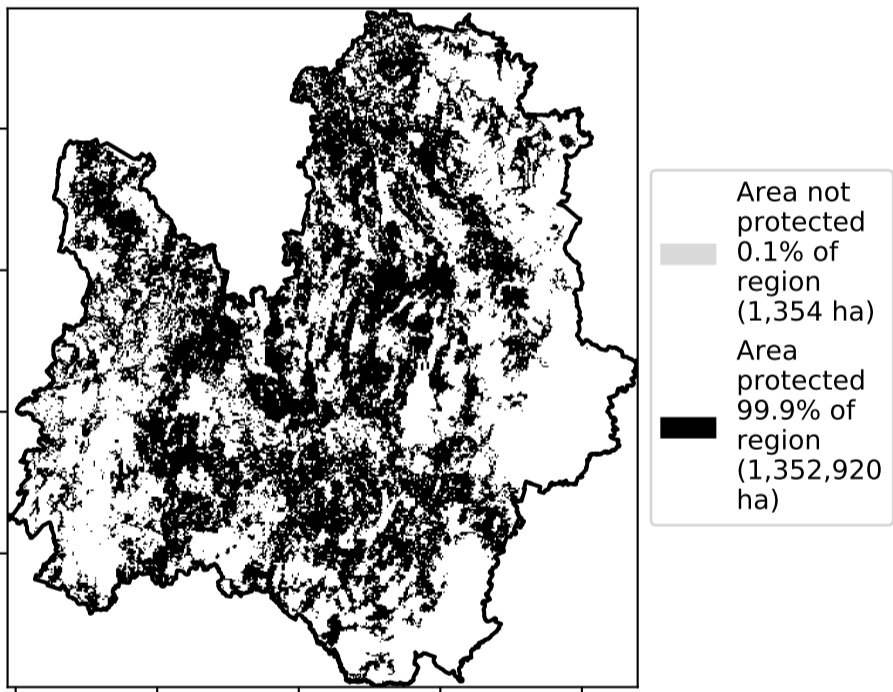 Area not
protected
0.1% of
region
(1,354 ha)
Area
protected
99.9% of
region
(1,352,920
ha)